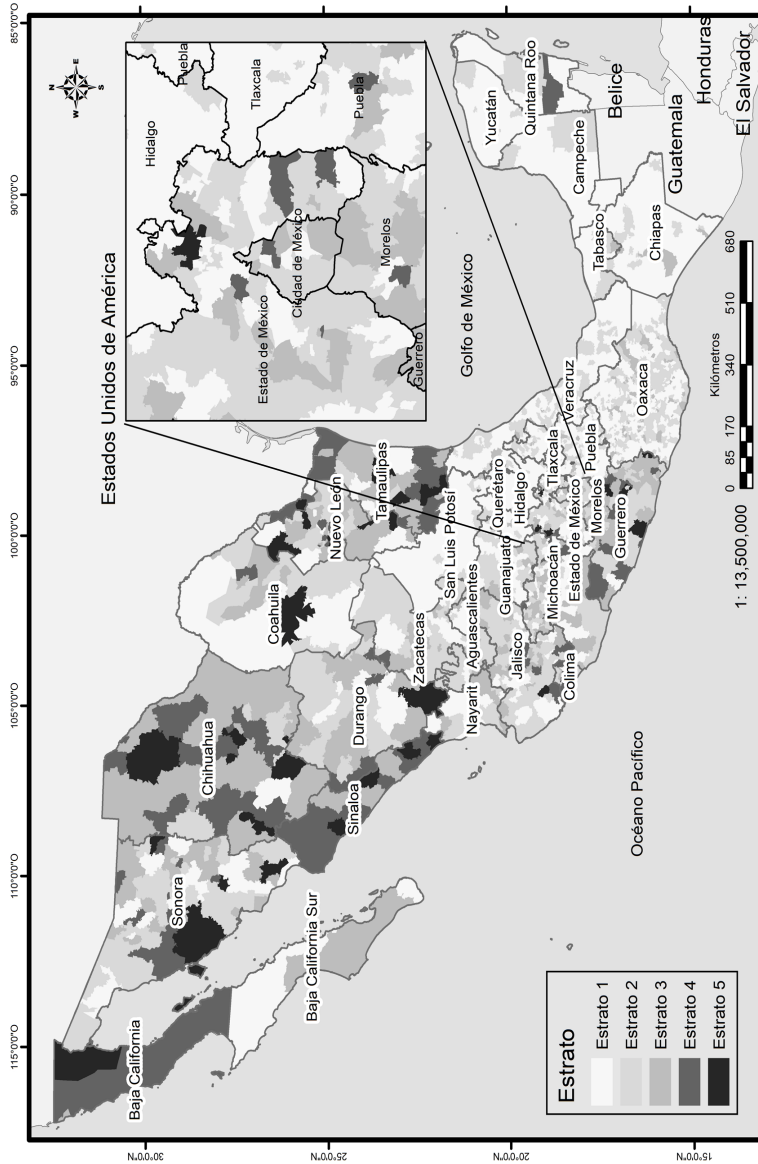 Estados Unidos de América
N
E
S
W
Hidalgo
Puebla
Tlaxcala
Puebla
Estado de México
Ciudad de México
Morelos
Guerrero
Golfo de México
Océano Pacífico
Baja California
Baja California Sur
Sonora
Chihuahua
Coahuila
Nuevo León
Tamaulipas
Sinaloa
Durango
Zacatecas
San Luis Potosí
Nayarit
Aguascalientes
Jalisco
Guanajuato
Querétaro
Hidalgo
Colima
Michoacán
Estado de México
Tlaxcala
Morelos
Puebla
Veracruz
Guerrero
Oaxaca
Tabasco
Chiapas
Campeche
Yucatán
Quintana Roo
Belice
Guatemala
Honduras
El Salvador
Estrato
Estrato 1
Estrato 2
Estrato 3
Estrato 4
Estrato 5
1: 13,500,000
0 85 170 340 510 680
Kilómetros
115°0'0"O
110°0'0"O
105°0'0"O
100°0'0"O
95°0'0"O
90°0'0"O
85°0'0"O
30°0'0"N
25°0'0"N
20°0'0"N
15°0'0"N